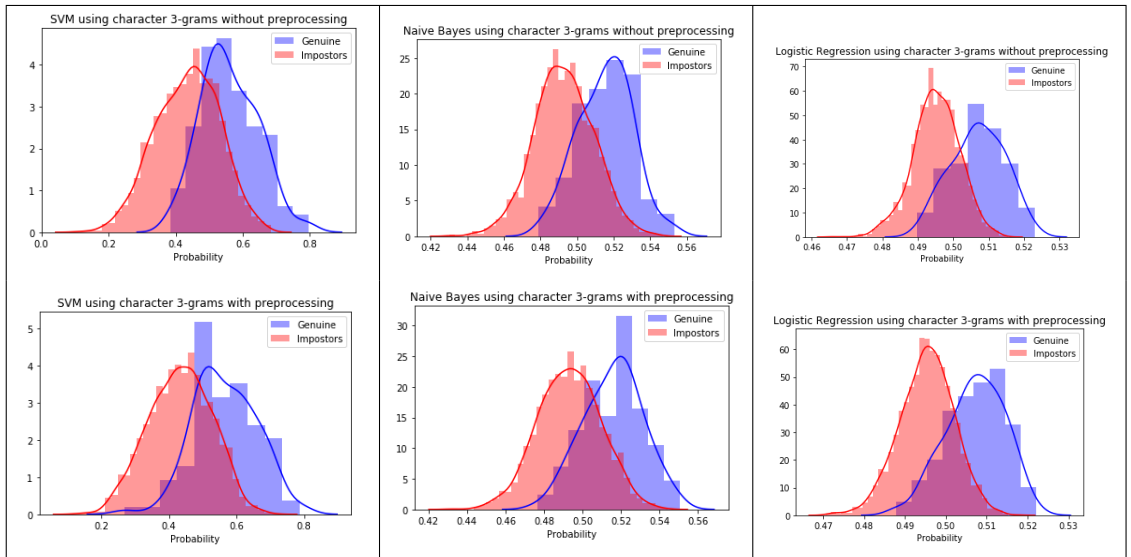 SVM using character 3-grams without preprocessing
Genuine
Impostors
4
3
2
1
0
0.0 0.2 0.4 0.6 0.8
Probability
Naive Bayes using character 3-grams without preprocessing
Genuine
Impostors
25
20
15
10
5
0
0.42 0.44 0.46 0.48 0.50 0.52 0.54 0.56
Probability
Logistic Regression using character 3-grams without preprocessing
Genuine
Impostors
70
60
50
40
30
20
10
0
0.46 0.47 0.48 0.49 0.50 0.51 0.52 0.53
Probability
SVM using character 3-grams with preprocessing
Genuine
Impostors
5
4
3
2
1
0
0.2 0.4 0.6 0.8
Probability
Naive Bayes using character 3-grams with preprocessing
Genuine
Impostors
30
25
20
15
10
5
0
0.42 0.44 0.46 0.48 0.50 0.52 0.54 0.56
Probability
Logistic Regression using character 3-grams with preprocessing
Genuine
Impostors
70
60
50
40
30
20
10
0
0.47 0.48 0.49 0.50 0.51 0.52 0.53
Probability